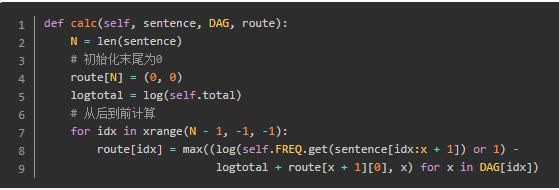 1 def calc(self, sentence, DAG, route):
2     N = len(sentence)
3     # 初始化末尾为0
4     route[N] = (0, 0)
5     logtotal = log(self.total)
6     # 从后到前计算
7     for idx in xrange(N - 1, -1, -1):
8         route[idx] = max((log(self.FREQ.get(sentence[idx:x + 1]) or 1) -
9                          logtotal + route[x + 1][0], x) for x in DAG[idx])